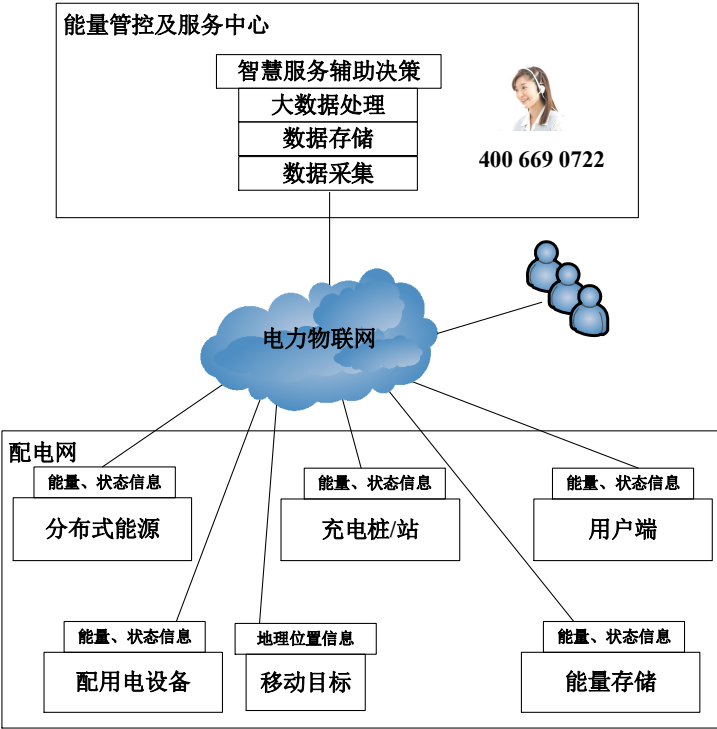 能量管控及服务中心
智慧服务辅助决策
大数据处理
数据存储
数据采集
400 669 0722
电力物联网
配电网
能量、状态信息
分布式能源
能量、状态信息
充电桩/站
能量、状态信息
用户端
能量、状态信息
配用电设备
地理位置信息
移动目标
能量、状态信息
能量存储